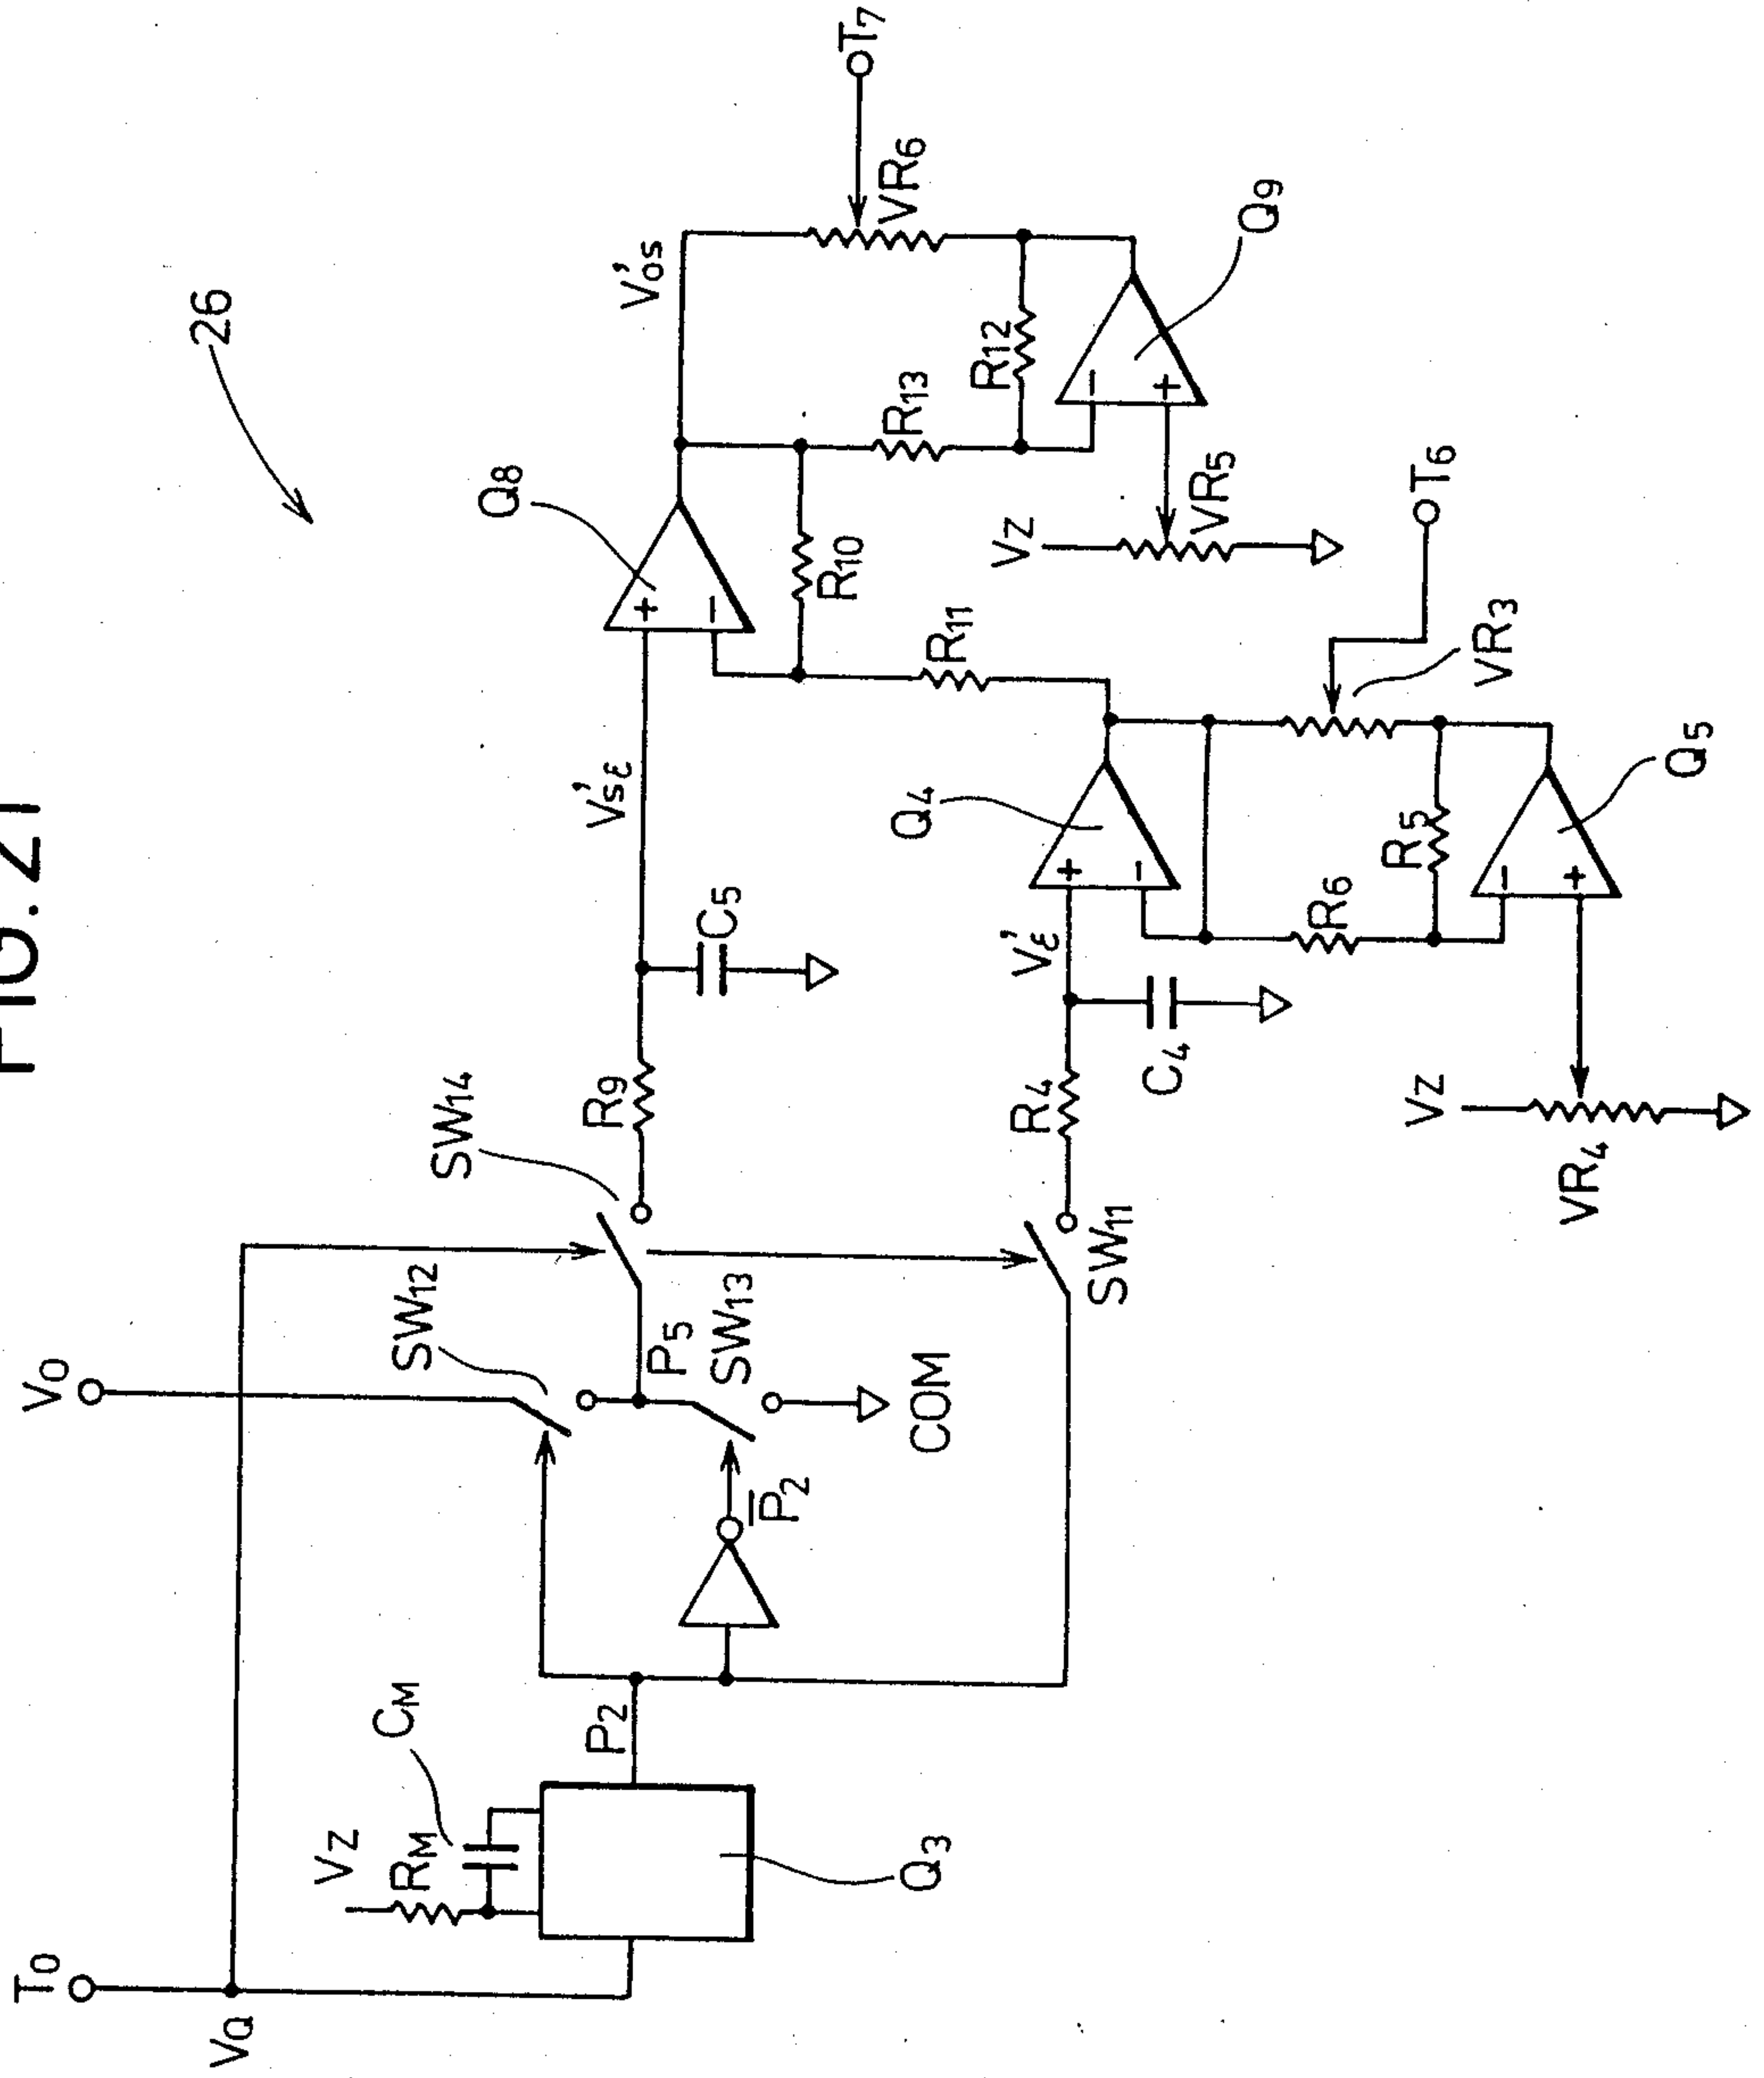 FIG. 21
26
T0
VQ
VO
VZ
RM
CM
Q3
P2
P̅2
SW12
P5
SW13
COM
SW14
SW11
R9
C5
V'sε
R4
C4
V'ε
VZ
VR4
Q4
R6
R5
Q5
VR3
T6
Q8
R10
R11
VZ
VR5
R13
R12
Q9
V'os
VR6
T7